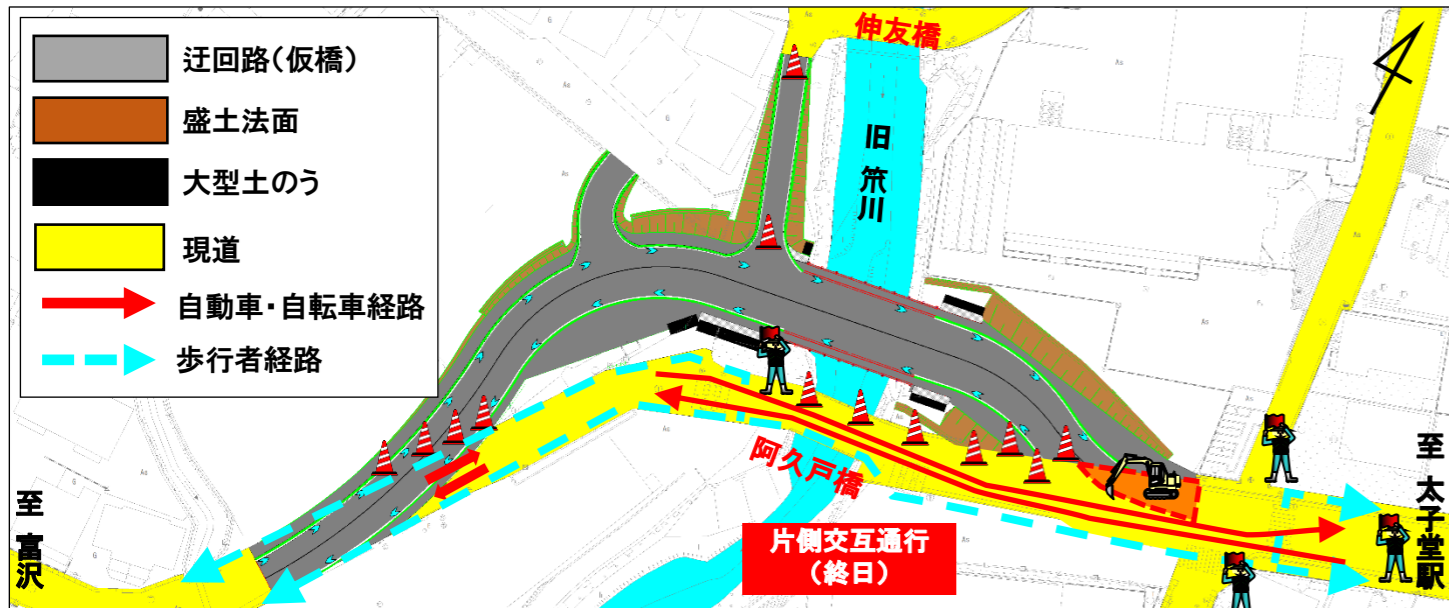 迂回路（仮橋）
盛土法面
大型土のう
現道
自動車・自転車経路
歩行者経路
伸友橋
旧笊川
阿久戸橋
片側交互通行
（終日）
至 富沢
至 太子堂駅